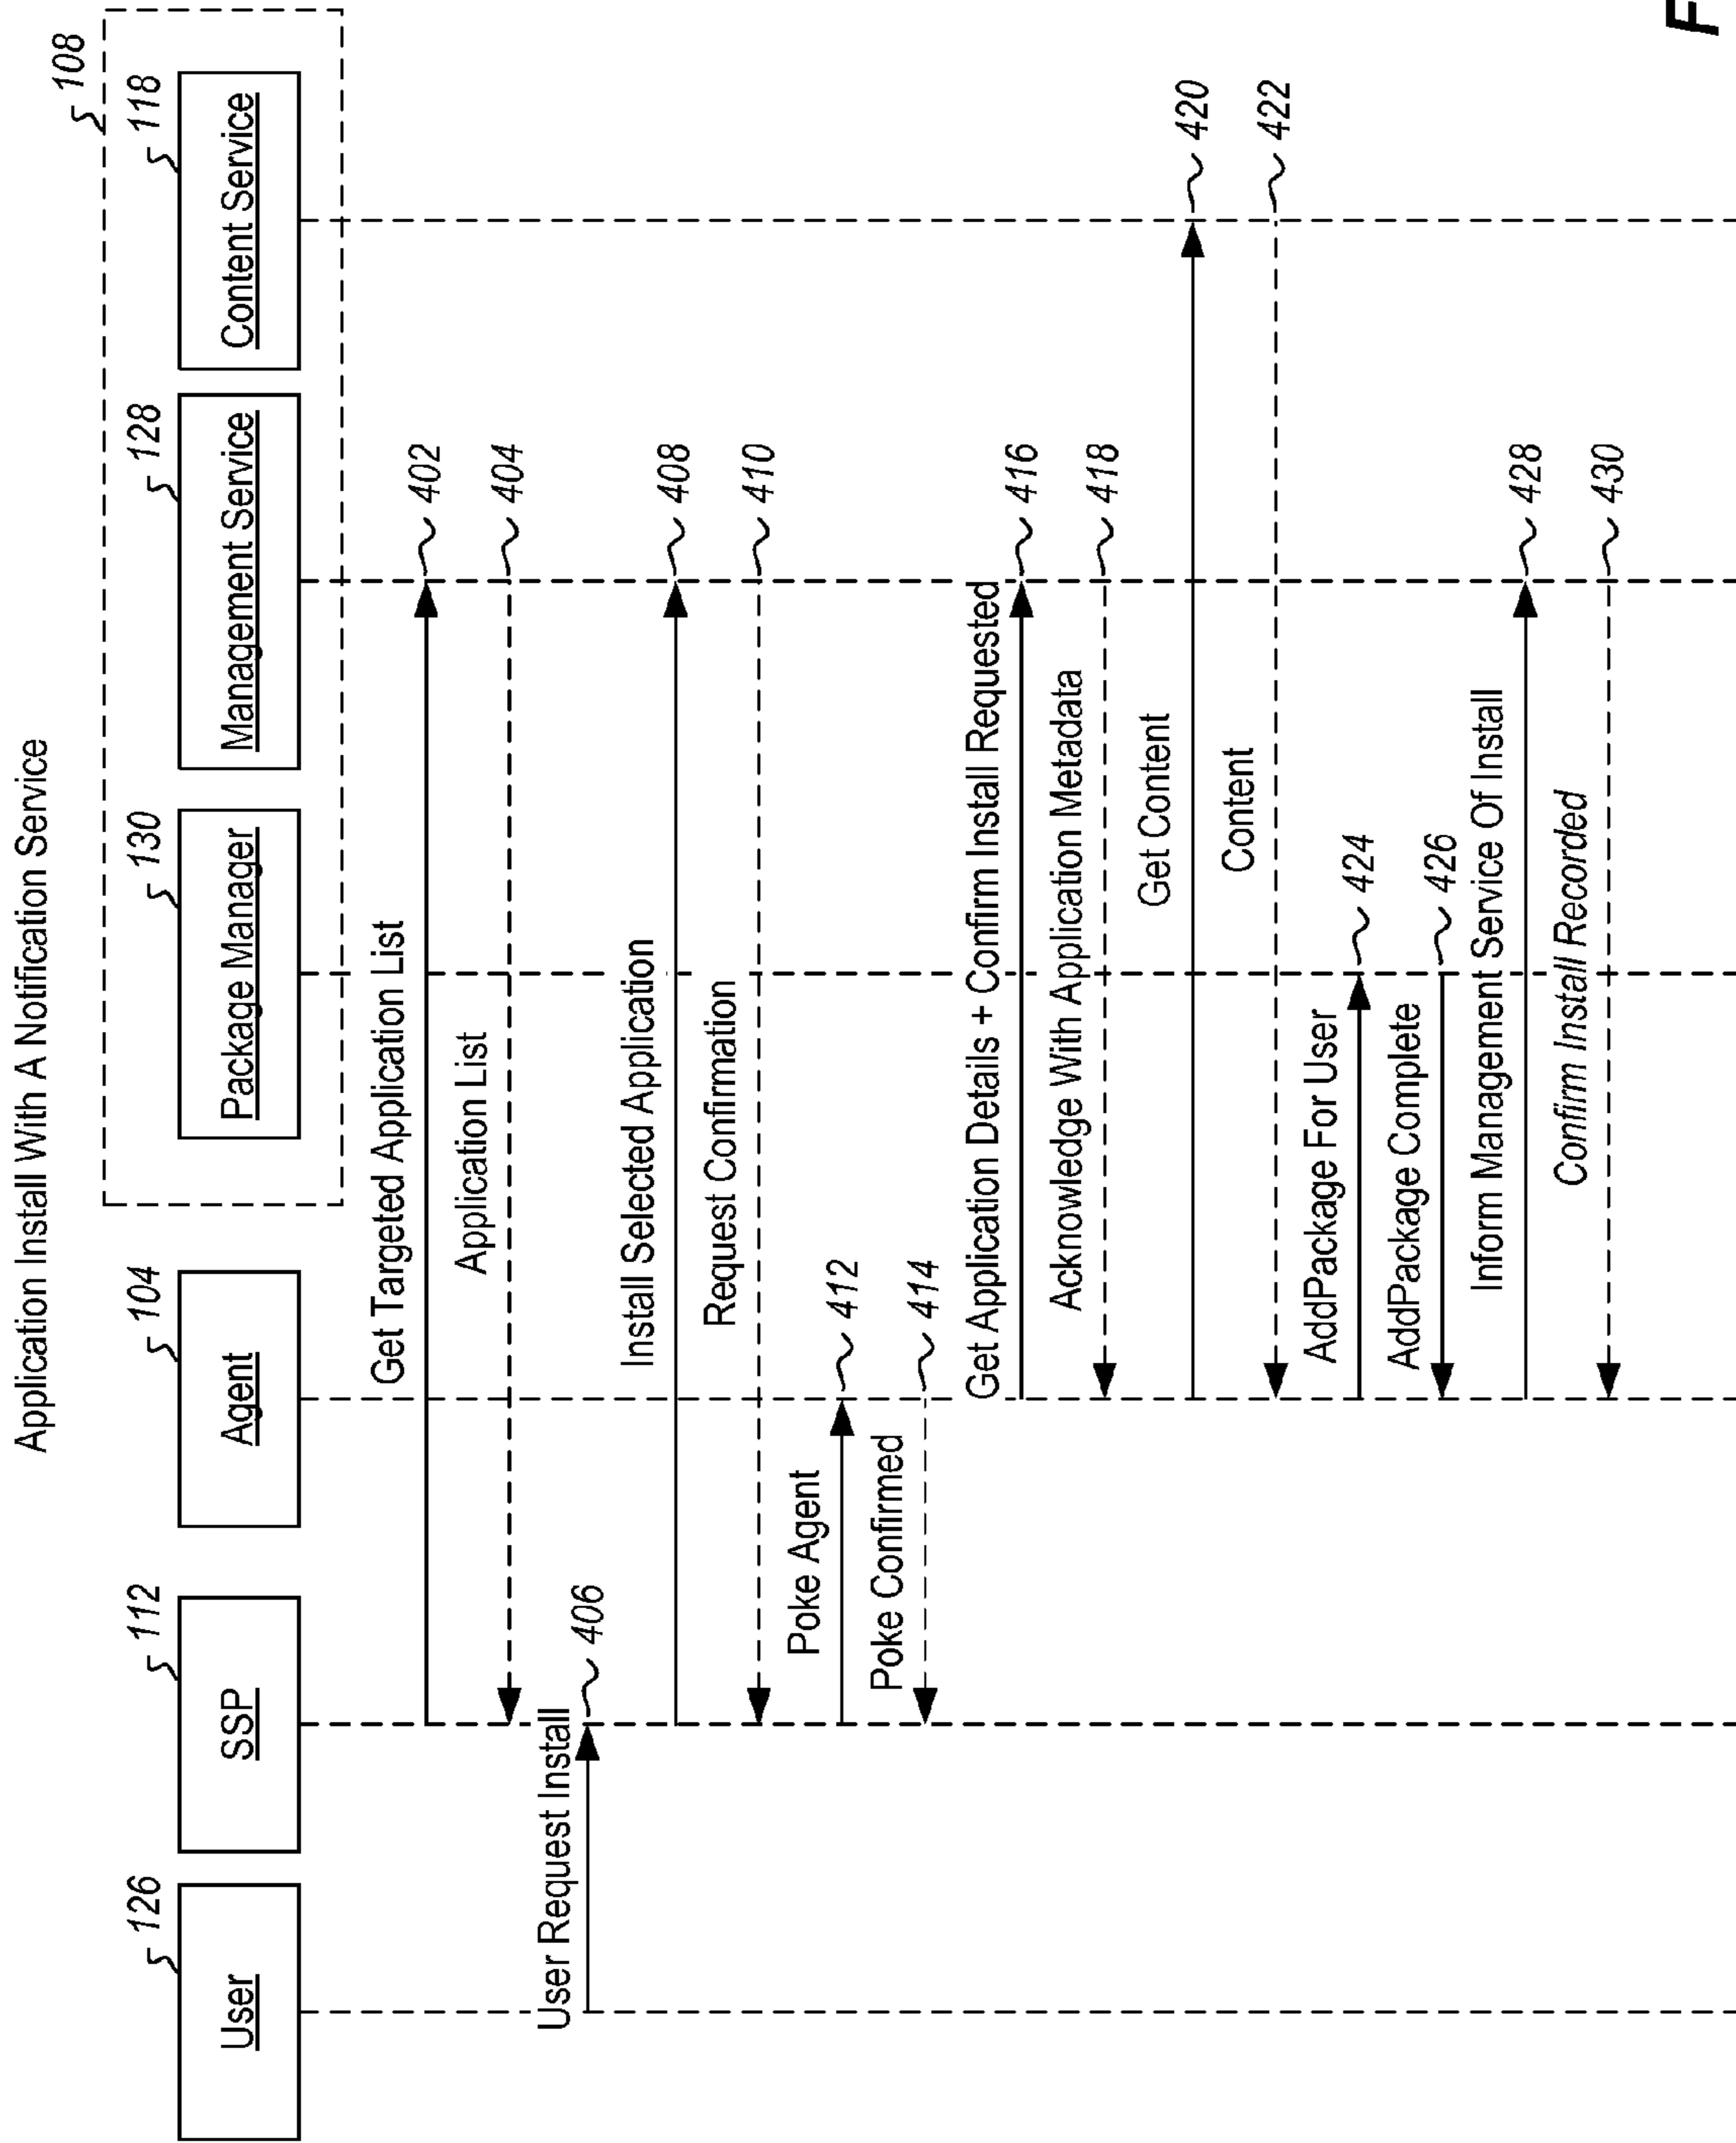 Application Install With A Notification Service
108
126
112
104
130
128
118
User
SSP
Agent
Package Manager
Management Service
Content Service
Get Targeted Application List
402
Application List
404
User Request Install
406
Install Selected Application
408
Request Confirmation
410
Poke Agent
412
Poke Confirmed
414
Get Application Details + Confirm Install Requested
416
Acknowledge With Application Metadata
418
Get Content
420
Content
422
AddPackage For User
424
AddPackage Complete
426
Inform Management Service Of Install
428
Confirm Install Recorded
430
F